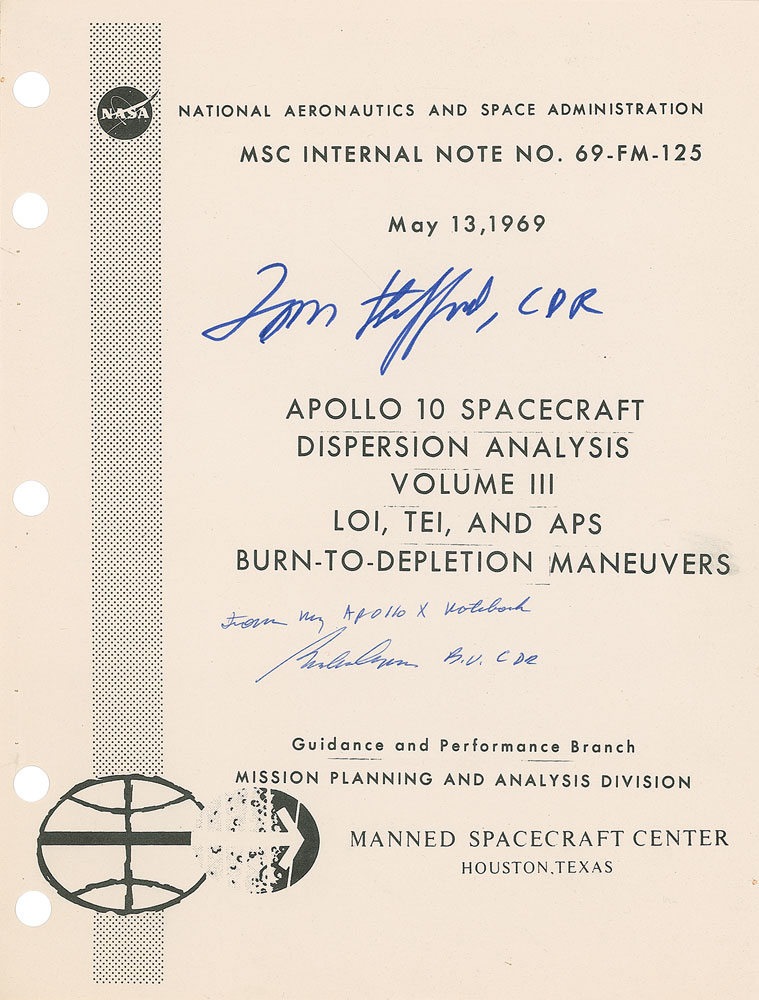 NASA
NATIONAL AERONAUTICS AND SPACE ADMINISTRATION
MSC INTERNAL NOTE NO. 69-FM-125
May 13,1969
Tom Stafford, CDR
APOLLO 10 SPACECRAFT
DISPERSION ANALYSIS
VOLUME III
LOI, TEI, AND APS
BURN-TO-DEPLETION MANEUVERS
From my APOllo X Notebook
B.U. CDR
Guidance and Performance Branch
MISSION PLANNING AND ANALYSIS DIVISION
MANNED SPACECRAFT CENTER
HOUSTON,TEXAS